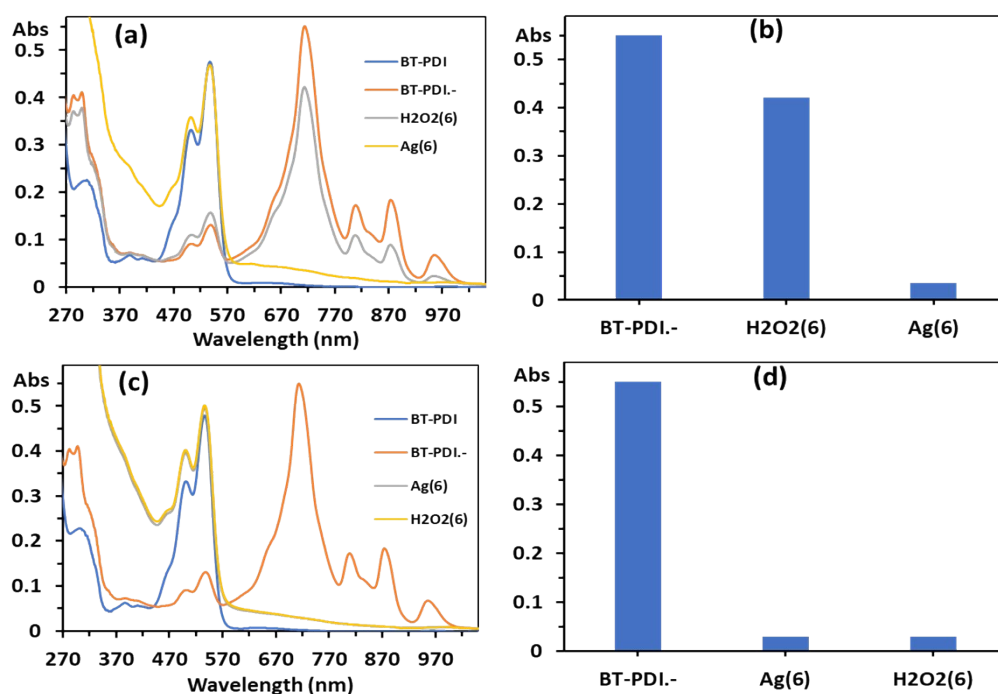 Abs
(a)
0.5
0.4
0.3
0.2
0.1
0
BT-PDI
BT-PDI.-
H2O2(6)
Ag(6)
270 370 470 570 670 770 870 970
Wavelength (nm)
Abs
(b)
0.5
0.4
0.3
0.2
0.1
0
BT-PDI.- H2O2(6) Ag(6)
Abs
(c)
0.5
0.4
0.3
0.2
0.1
0
BT-PDI
BT-PDI.-
Ag(6)
H2O2(6)
270 370 470 570 670 770 870 970
Wavelength (nm)
Abs
(d)
0.5
0.4
0.3
0.2
0.1
0
BT-PDI.- Ag(6) H2O2(6)